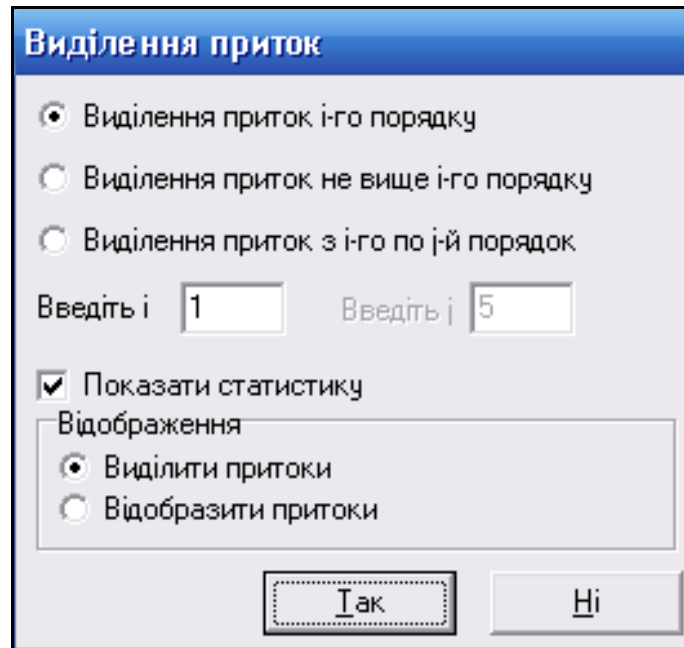 Виділення приток
Виділення приток і-го порядку
Виділення приток не вище і-го порядку
Виділення приток з і-го по j-й порядок
Введіть і 1 Введіть j 5
Показати статистику
Відображення
Виділити притоки
Відобразити притоки
Так Ні